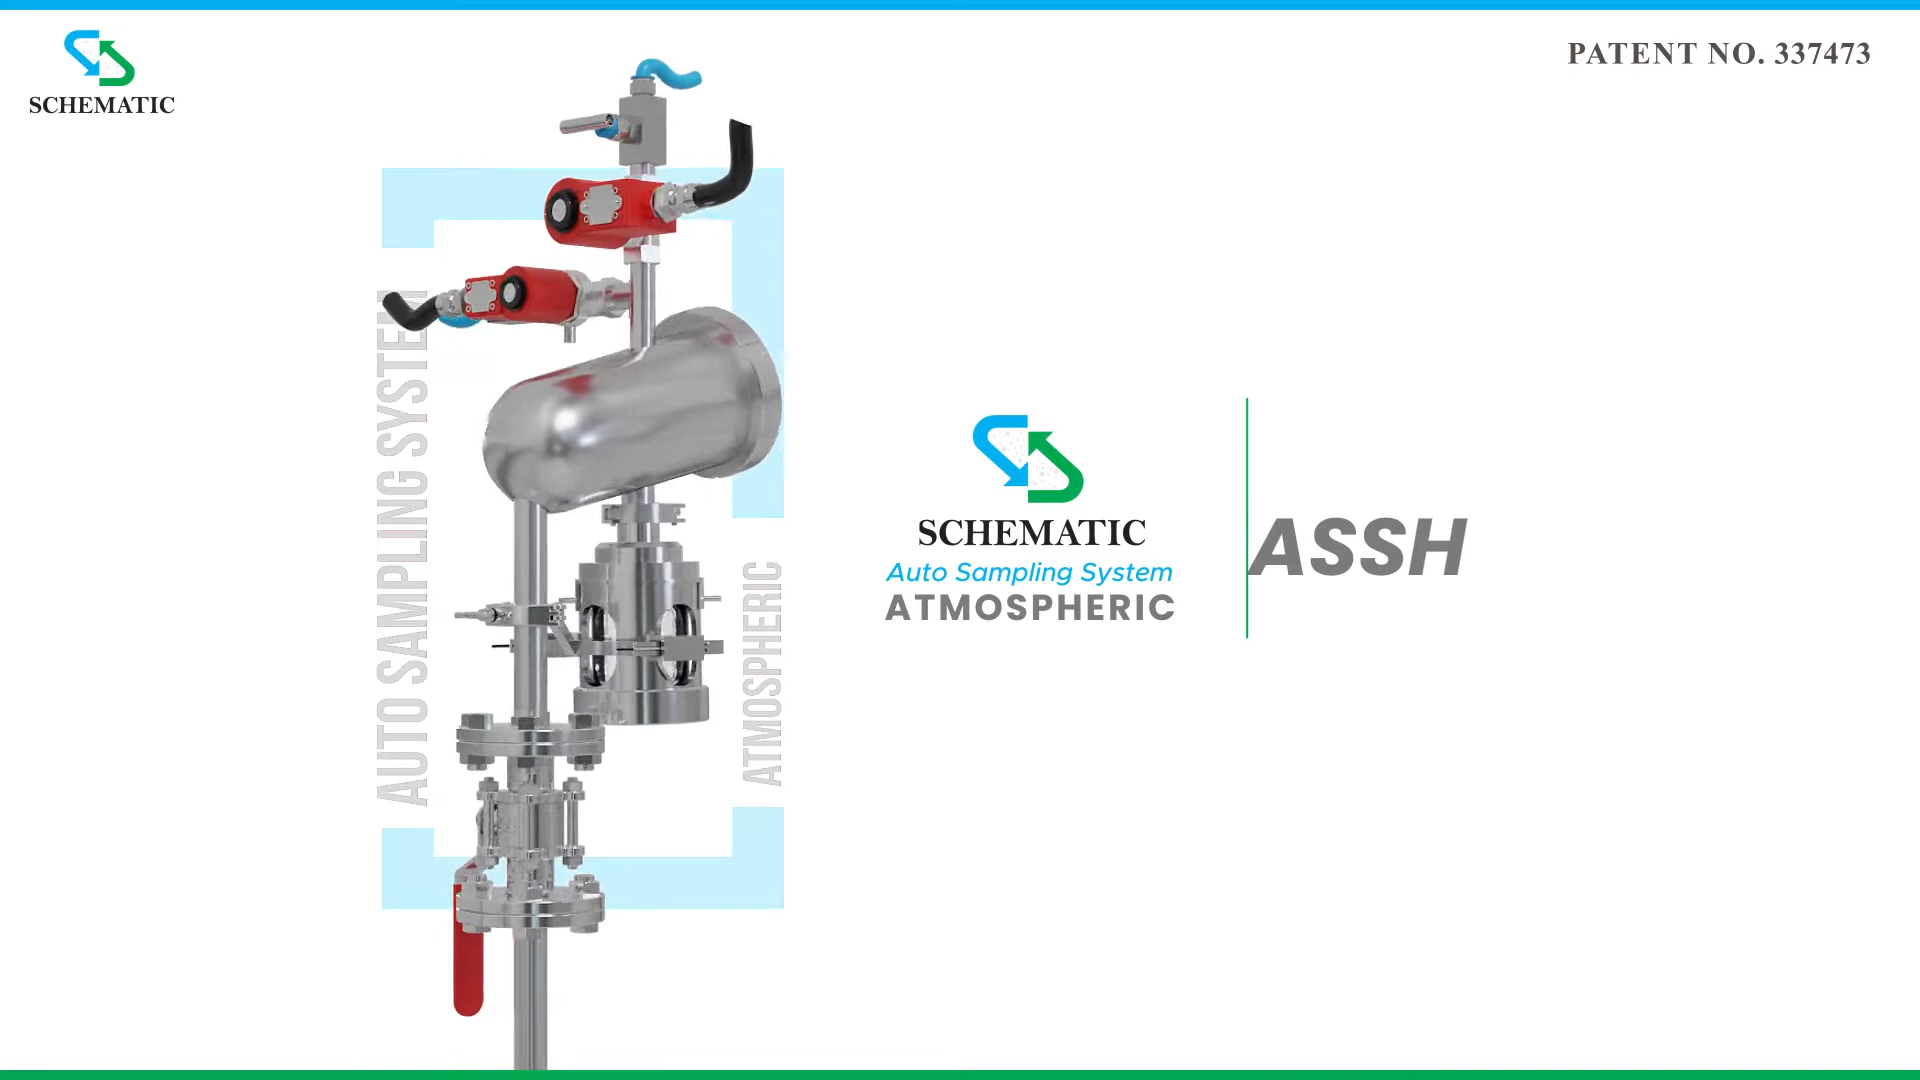 SCHEMATIC
PATENT NO. 337473
AUTO SAMPLING SYSTEM
ATMOSPHERIC
SCHEMATIC
Auto Sampling System
ATMOSPHERIC
ASSH